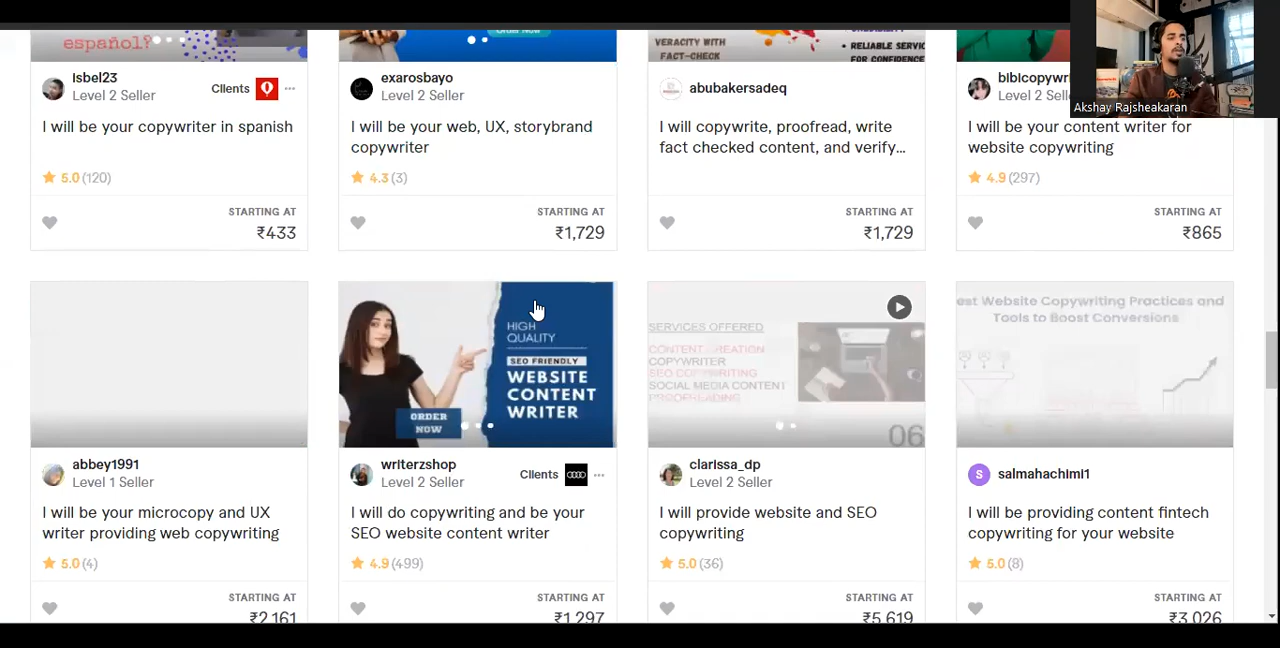 español?
Order Now
VERACITY WITH
FACT-CHECK
• RELIABLE SERVIC
FOR CONFIDENCE
Akshay Rajsheakaran
isbel23
Level 2 Seller
Clients
...
I will be your copywriter in spanish
5.0 (120)
STARTING AT
₹433
exarosbayo
Level 2 Seller
I will be your web, UX, storybrand
copywriter
4.3 (3)
STARTING AT
₹1,729
abubakersadeq
I will copywrite, proofread, write
fact checked content, and verify...
STARTING AT
₹1,729
bibicopywri
Level 2 Sell
I will be your content writer for
website copywriting
4.9 (297)
STARTING AT
₹865
abbey1991
Level 1 Seller
I will be your microcopy and UX
writer providing web copywriting
5.0 (4)
STARTING AT
₹2,161
HIGH
QUALITY
SEO FRIENDLY
WEBSITE
CONTENT
WRITER
ORDER
NOW
writerzshop
Level 2 Seller
Clients
...
I will do copywriting and be your
SEO website content writer
4.9 (499)
STARTING AT
₹1,297
SERVICES OFFERED
CONTENT CREATION
COPYWRITER
SEO COPYWRITING
SOCIAL MEDIA CONTENT
PROOFREADING
06
clarissa_dp
Level 2 Seller
I will provide website and SEO
copywriting
5.0 (36)
STARTING AT
₹5,619
est Website Copywriting Practices and
Tools to Boost Conversions
S
salmahachimi1
I will be providing content fintech
copywriting for your website
5.0 (8)
STARTING AT
₹3,026